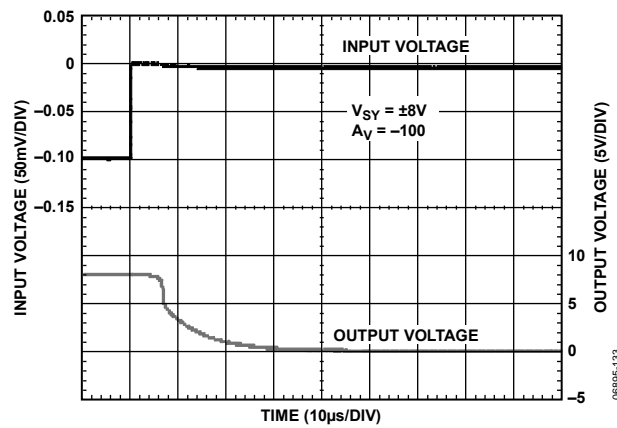 0.05
0
–0.05
–0.10
–0.15
INPUT VOLTAGE (50mV/DIV)
INPUT VOLTAGE
V_SY = ±8V
A_V = –100
OUTPUT VOLTAGE
10
5
0
–5
OUTPUT VOLTAGE (5V/DIV)
TIME (10µs/DIV)
06895-133